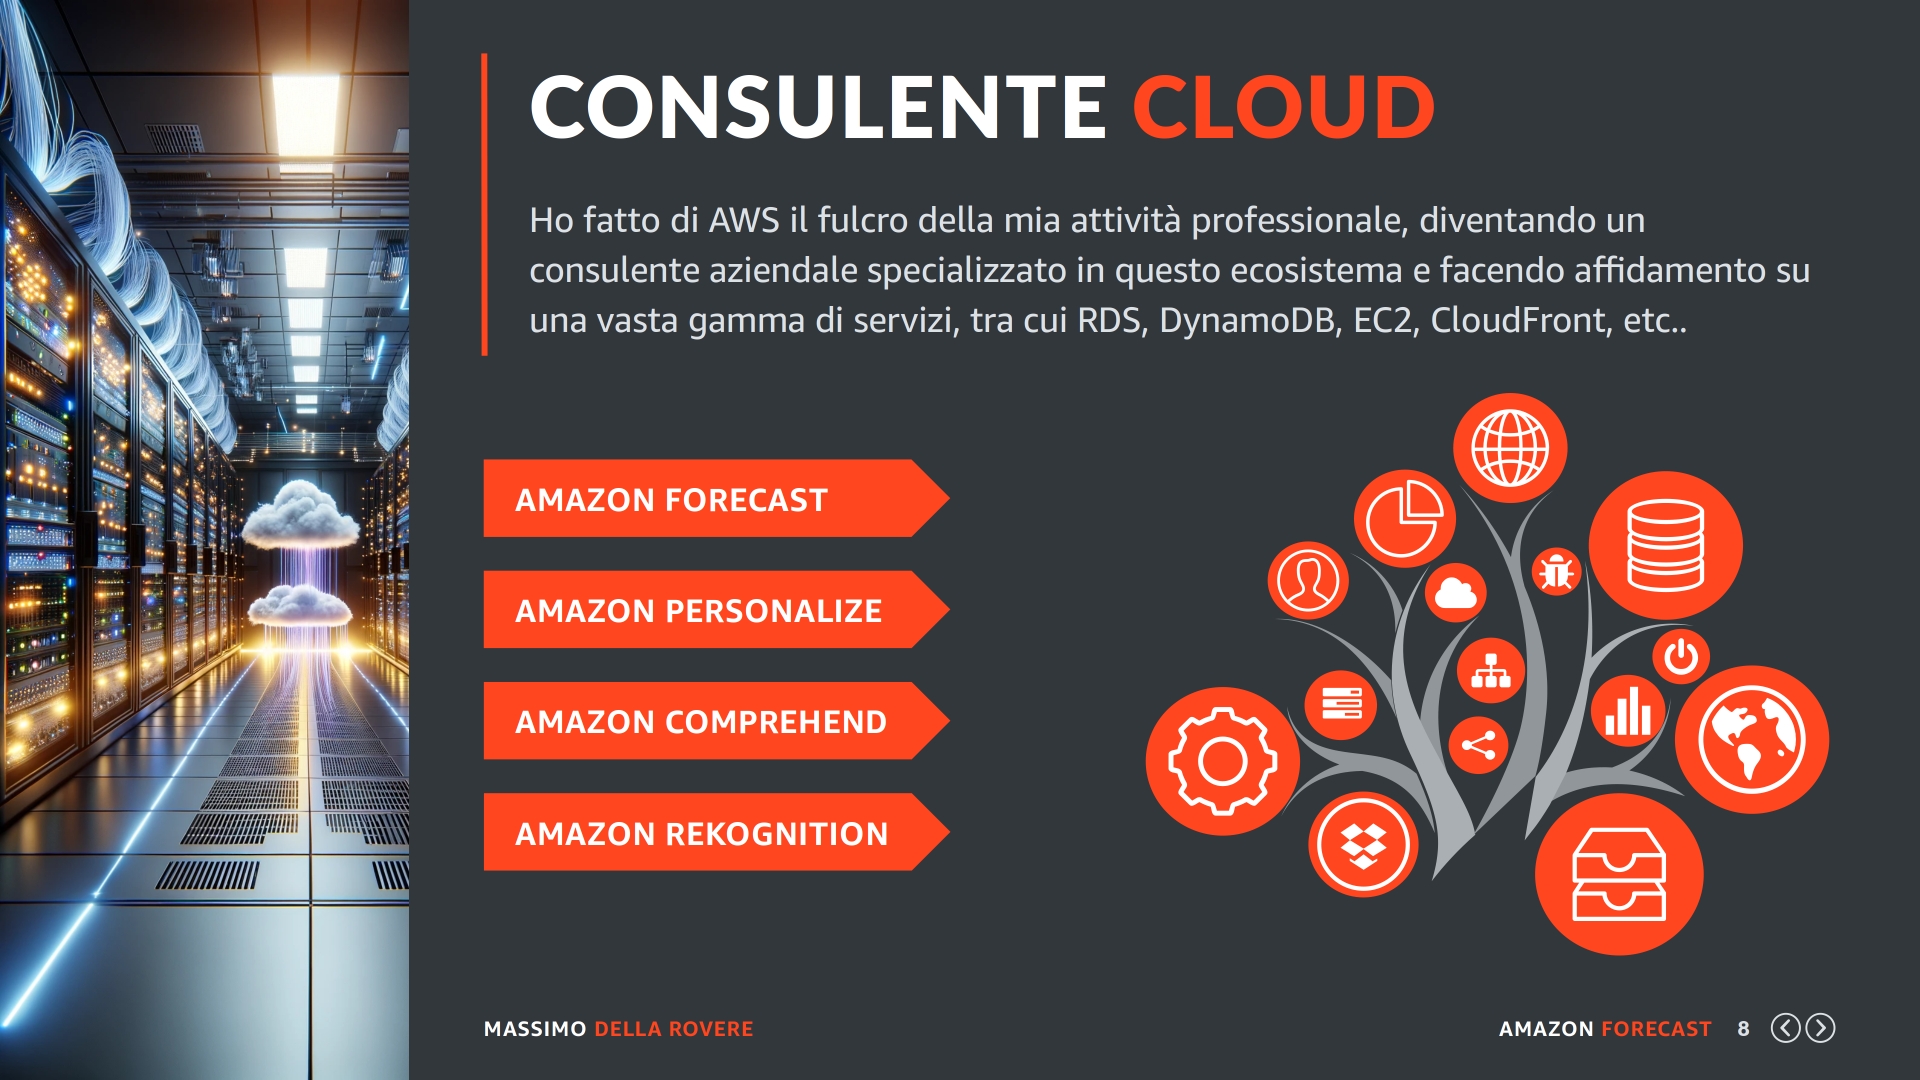 CONSULENTE CLOUD
Ho fatto di AWS il fulcro della mia attività professionale, diventando un
consulente aziendale specializzato in questo ecosistema e facendo affidamento su
una vasta gamma di servizi, tra cui RDS, DynamoDB, EC2, CloudFront, etc..
AMAZON FORECAST
AMAZON PERSONALIZE
AMAZON COMPREHEND
AMAZON REKOGNITION
MASSIMO DELLA ROVERE
AMAZON FORECAST 8